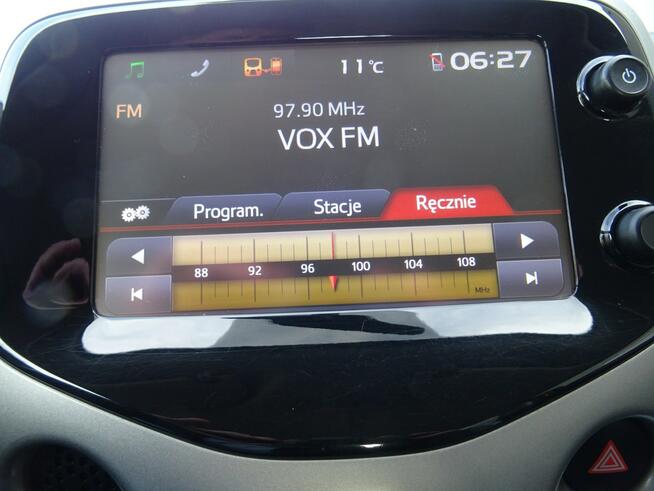 11°C 06:27
FM 97.90 MHz
VOX FM
Program. Stacje Ręcznie
88 92 96 100 104 108
MHz